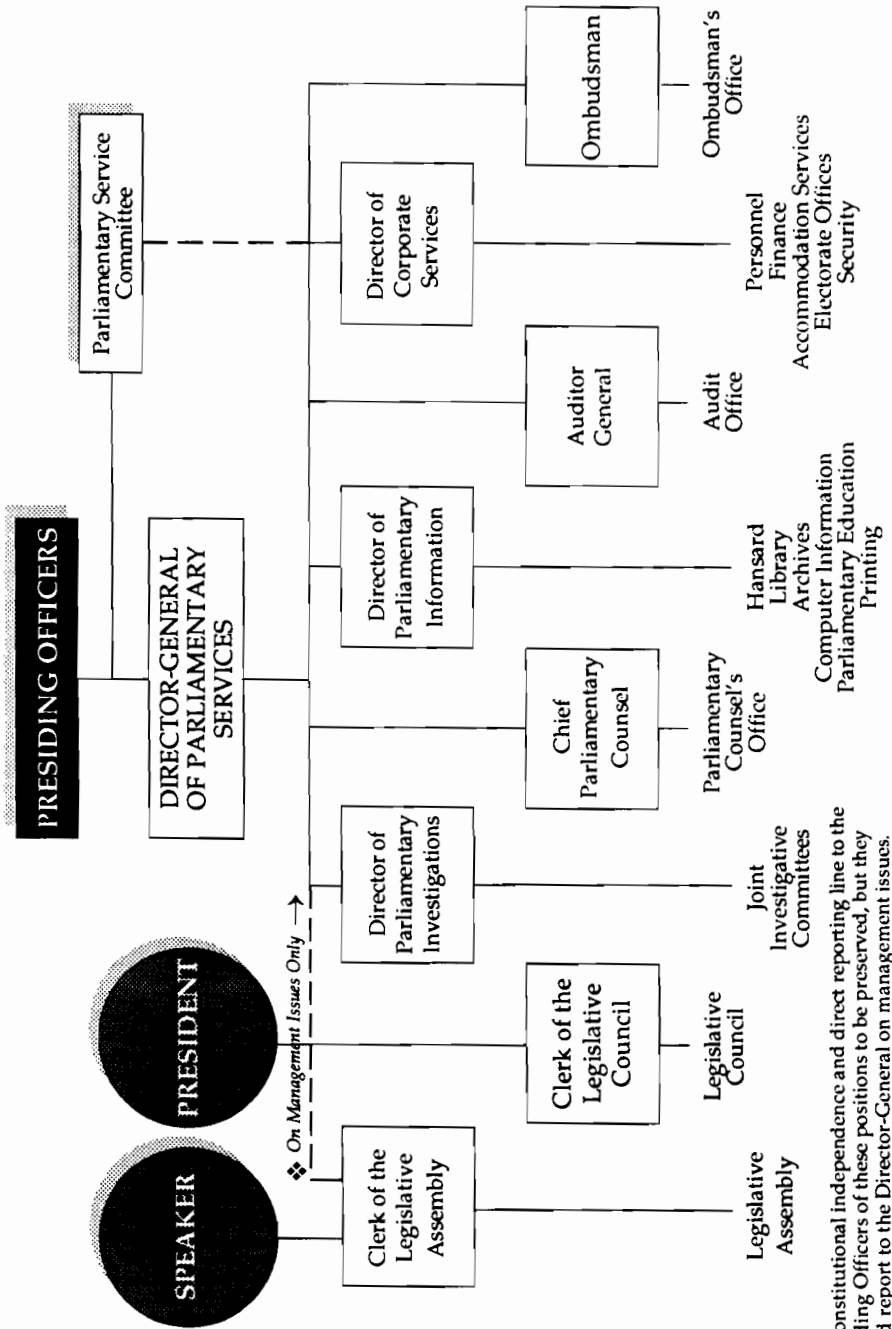 PRESIDING OFFICERS
Parliamentary Service
Committee
DIRECTOR-GENERAL
OF PARLIAMENTARY
SERVICES
SPEAKER
PRESIDENT
❖ On Management Issues Only →
Clerk of the
Legislative
Assembly
Director of
Parliamentary
Investigations
Director of
Parliamentary
Information
Director of
Corporate
Services
Clerk of the
Legislative
Council
Chief
Parliamentary
Counsel
Auditor
General
Ombudsman
Legislative
Assembly
Legislative
Council
Joint
Investigative
Committees
Parliamentary
Counsel's
Office
Hansard
Library
Archives
Computer Information
Parliamentary Education
Printing
Audit
Office
Personnel
Finance
Accommodation Services
Electorate Offices
Security
Ombudsman's
Office
independence and direct reporting line to the
Officers of these positions to be preserved, but they
report to the Director-General on management issues.